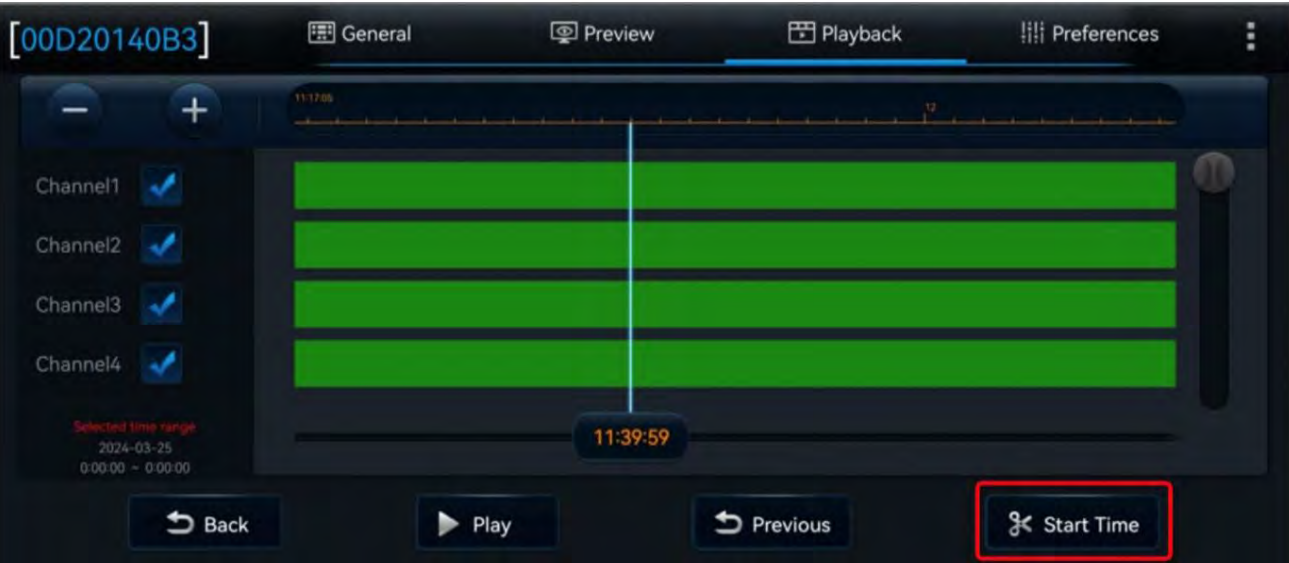 [00D20140B3]
General
Preview
Playback
Preferences
11:17:05
12
Channel1
Channel2
Channel3
Channel4
Selected time range
2024-03-25
0:00:00 ~ 0:00:00
11:39:59
Back
Play
Previous
Start Time